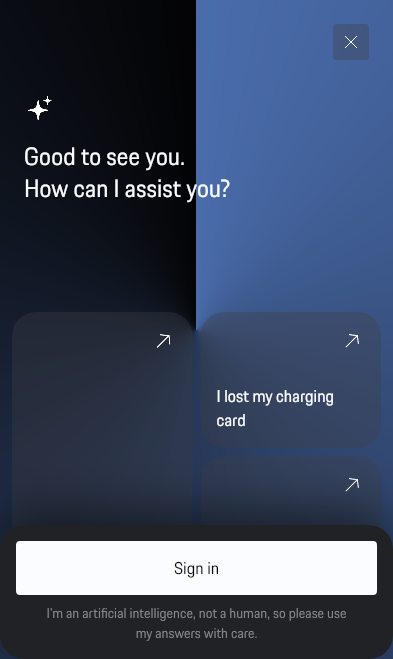 Good to see you.
How can I assist you?
I lost my charging
card
Sign in
I'm an artificial intelligence, not a human, so please use
my answers with care.